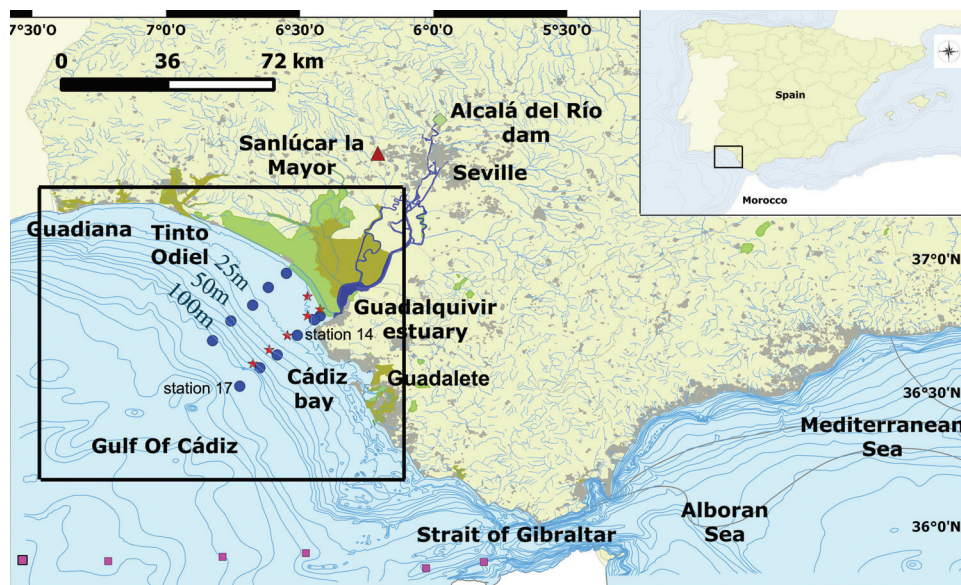 7°30'O
7°0'O
6°30'O
6°0'O
5°30'O
0 36 72 km
Spain
Morocco
Alcalá del Río
dam
Sanlúcar la
Mayor
Seville
Guadiana
Tinto
Odiel
25m
50m
100m
37°0'N
Guadalquivir
estuary
station 14
Cádiz
bay
Guadalete
station 17
36°30'N
Gulf Of Cádiz
Mediterranean
Sea
Alboran
Sea
Strait of Gibraltar
36°0'N